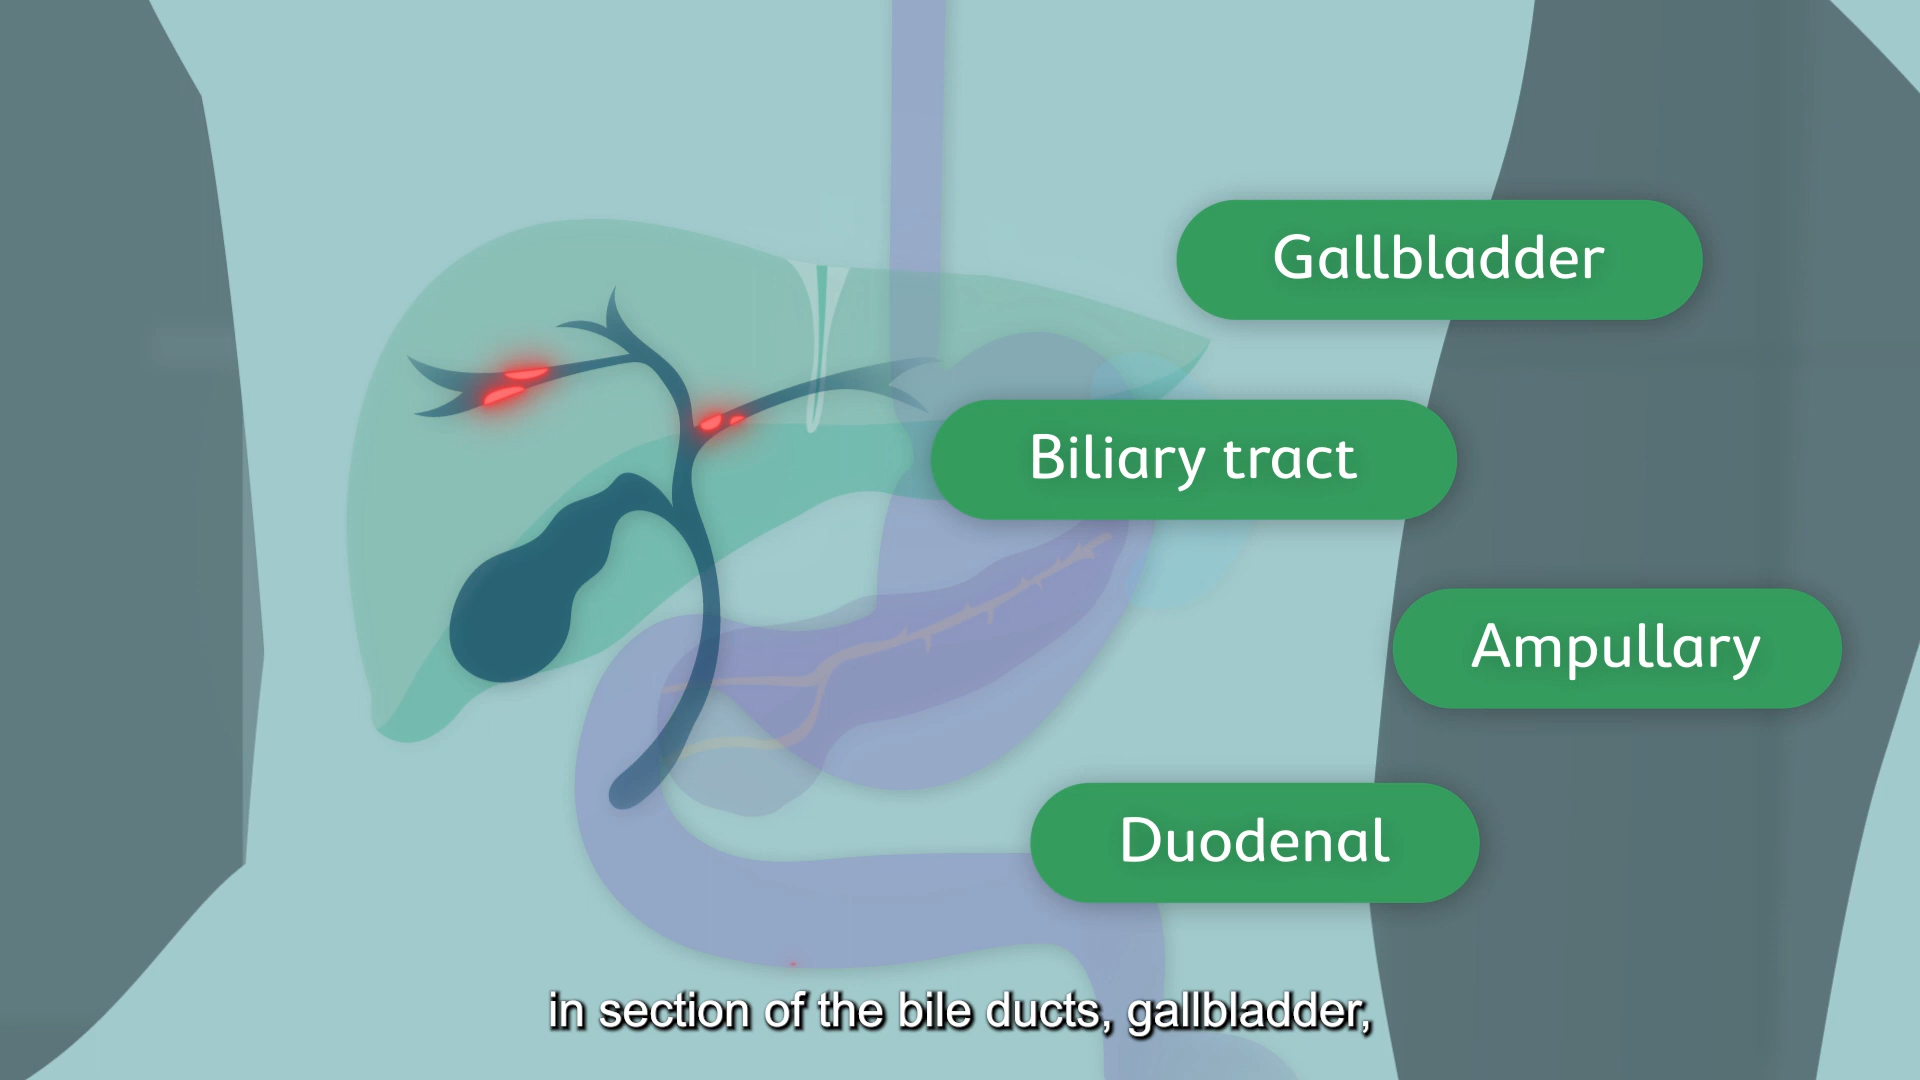 Gallbladder
Biliary tract
Ampullary
Duodenal
in section of the bile ducts, gallbladder,